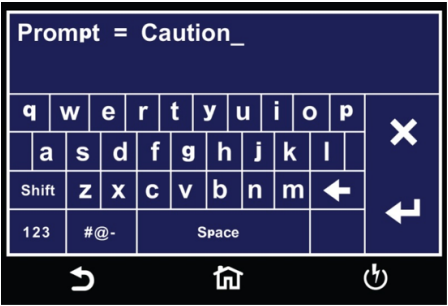 Prompt = Caution_
q w e r t y u i o p
a s d f g h j k l
Shift z x c v b n m
123 #@- Space